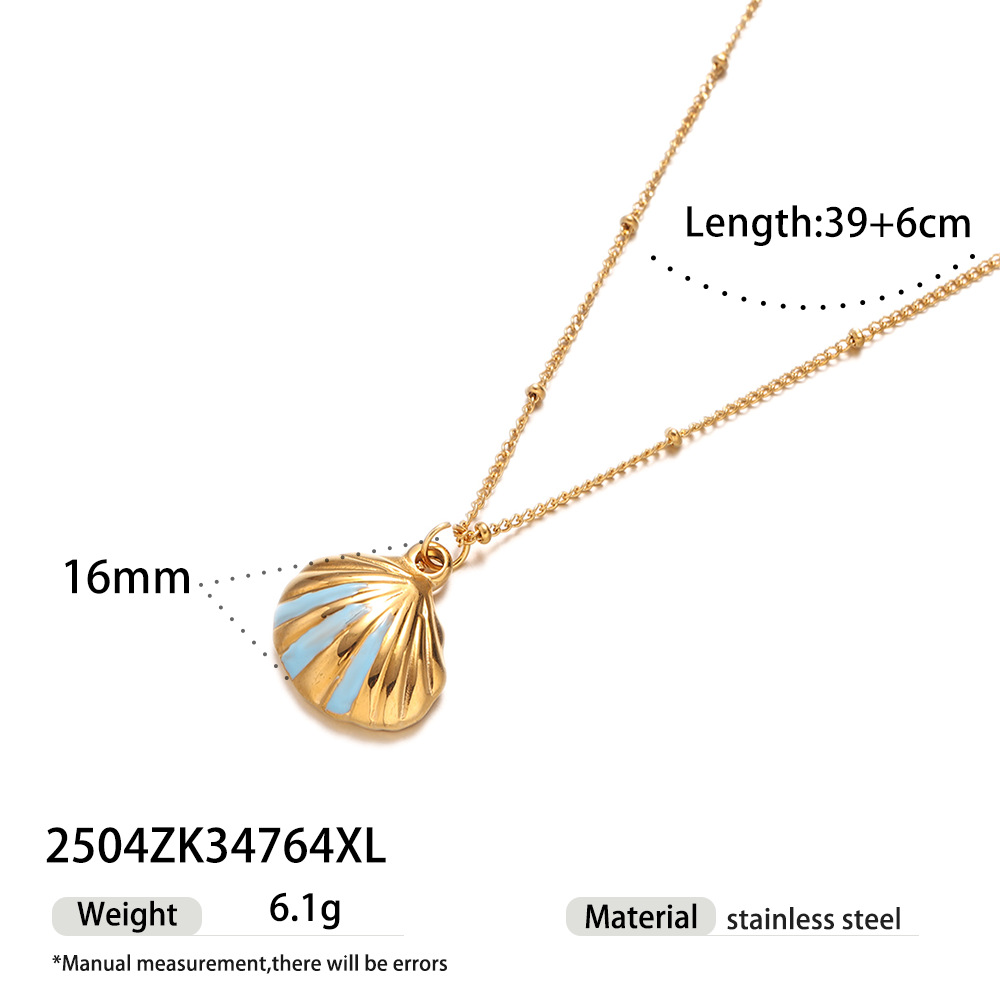 Length:39+6cm
16mm
2504ZK34764XL
Weight 6.1g
Material stainless steel
*Manual measurement,there will be errors